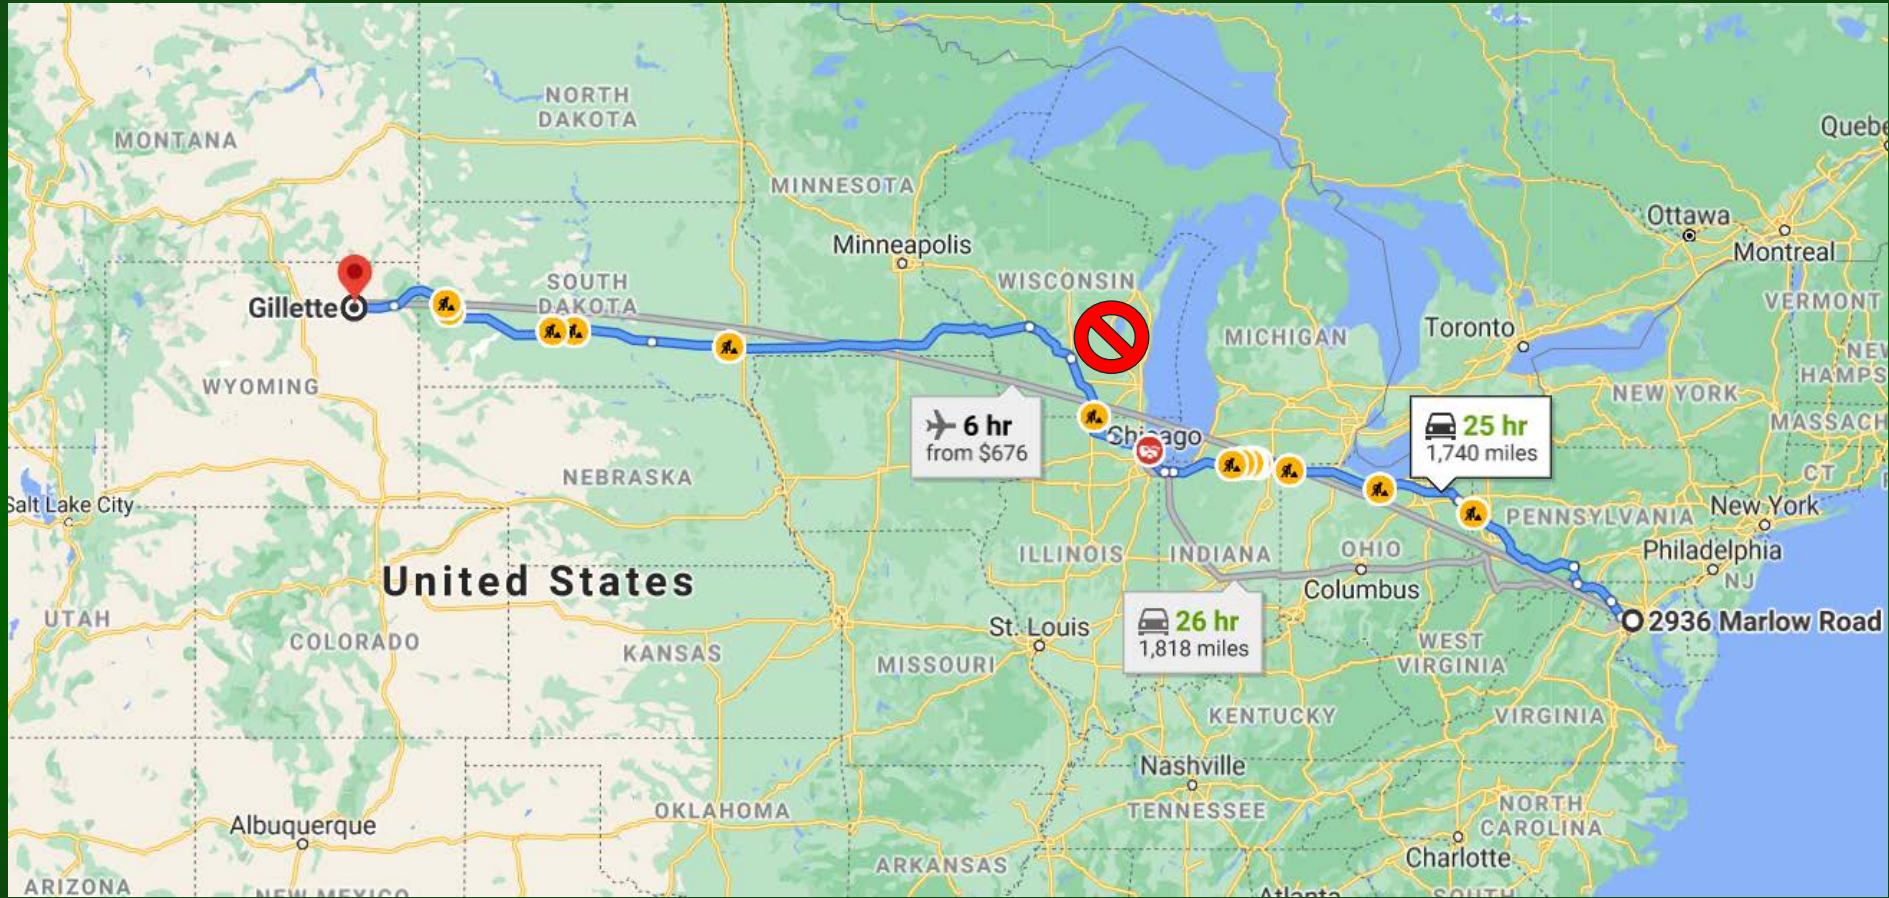 NORTH
DAKOTA
MONTANA
MINNESOTA
Ottawa
Montreal
Minneapolis
WISCONSIN
SOUTH
DAKOTA
Gillette
VERMONT
Toronto
MICHIGAN
WYOMING
NEW YORK
6 hr
from $676
Chicago
25 hr
1,740 miles
CT
NEBRASKA
Salt Lake City
New York
PENNSYLVANIA
ILLINOIS
INDIANA
OHIO
Philadelphia
NJ
United States
Columbus
26 hr
1,818 miles
UTAH
COLORADO
St. Louis
2936 Marlow Road
KANSAS
MISSOURI
WEST
VIRGINIA
KENTUCKY
VIRGINIA
Nashville
TENNESSEE
OKLAHOMA
NORTH
CAROLINA
Albuquerque
Charlotte
ARKANSAS
ARIZONA